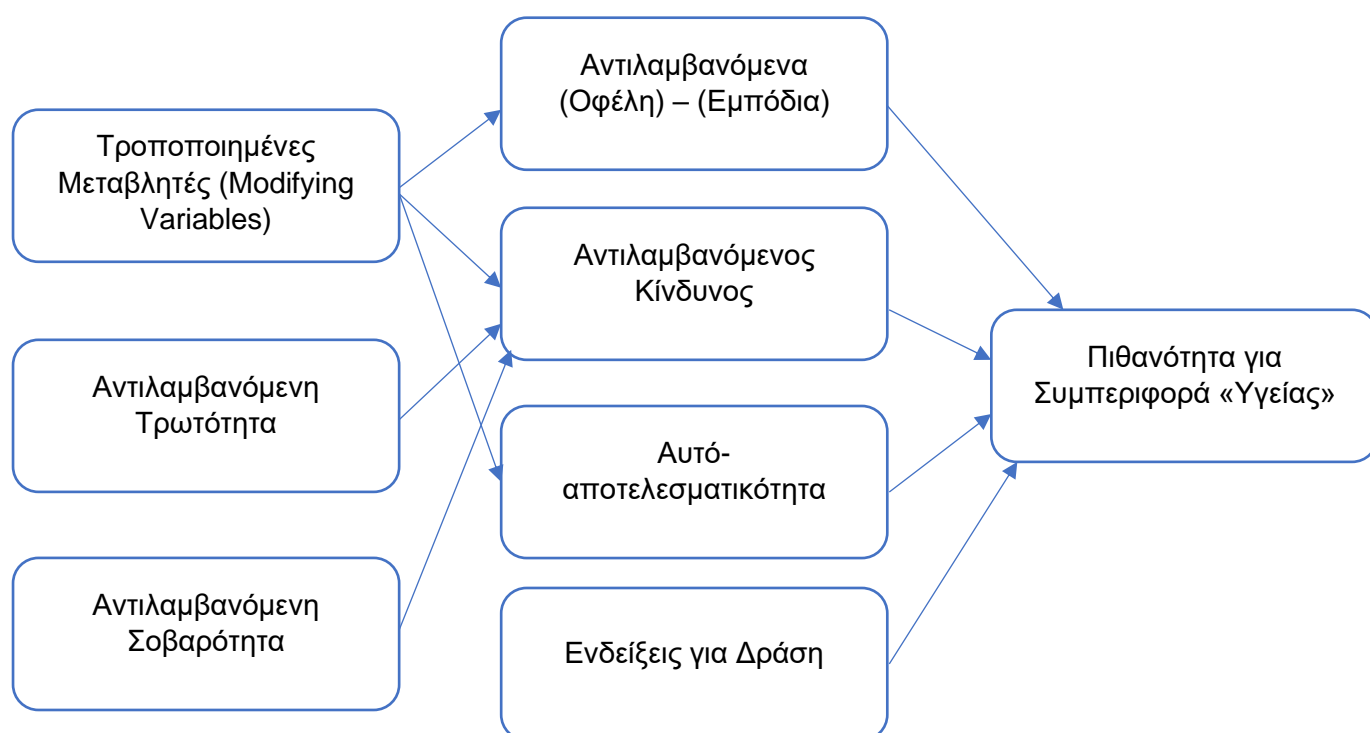 Τροποποιημένες
Μεταβλητές (Modifying
Variables)
Αντιλαμβανόμενη
Τρωτότητα
Αντιλαμβανόμενη
Σοβαρότητα
Αντιλαμβανόμενα
(Οφέλη) – (Εμπόδια)
Αντιλαμβανόμενος
Κίνδυνος
Αυτό-
αποτελεσματικότητα
Ενδείξεις για Δράση
Πιθανότητα για
Συμπεριφορά «Υγείας»